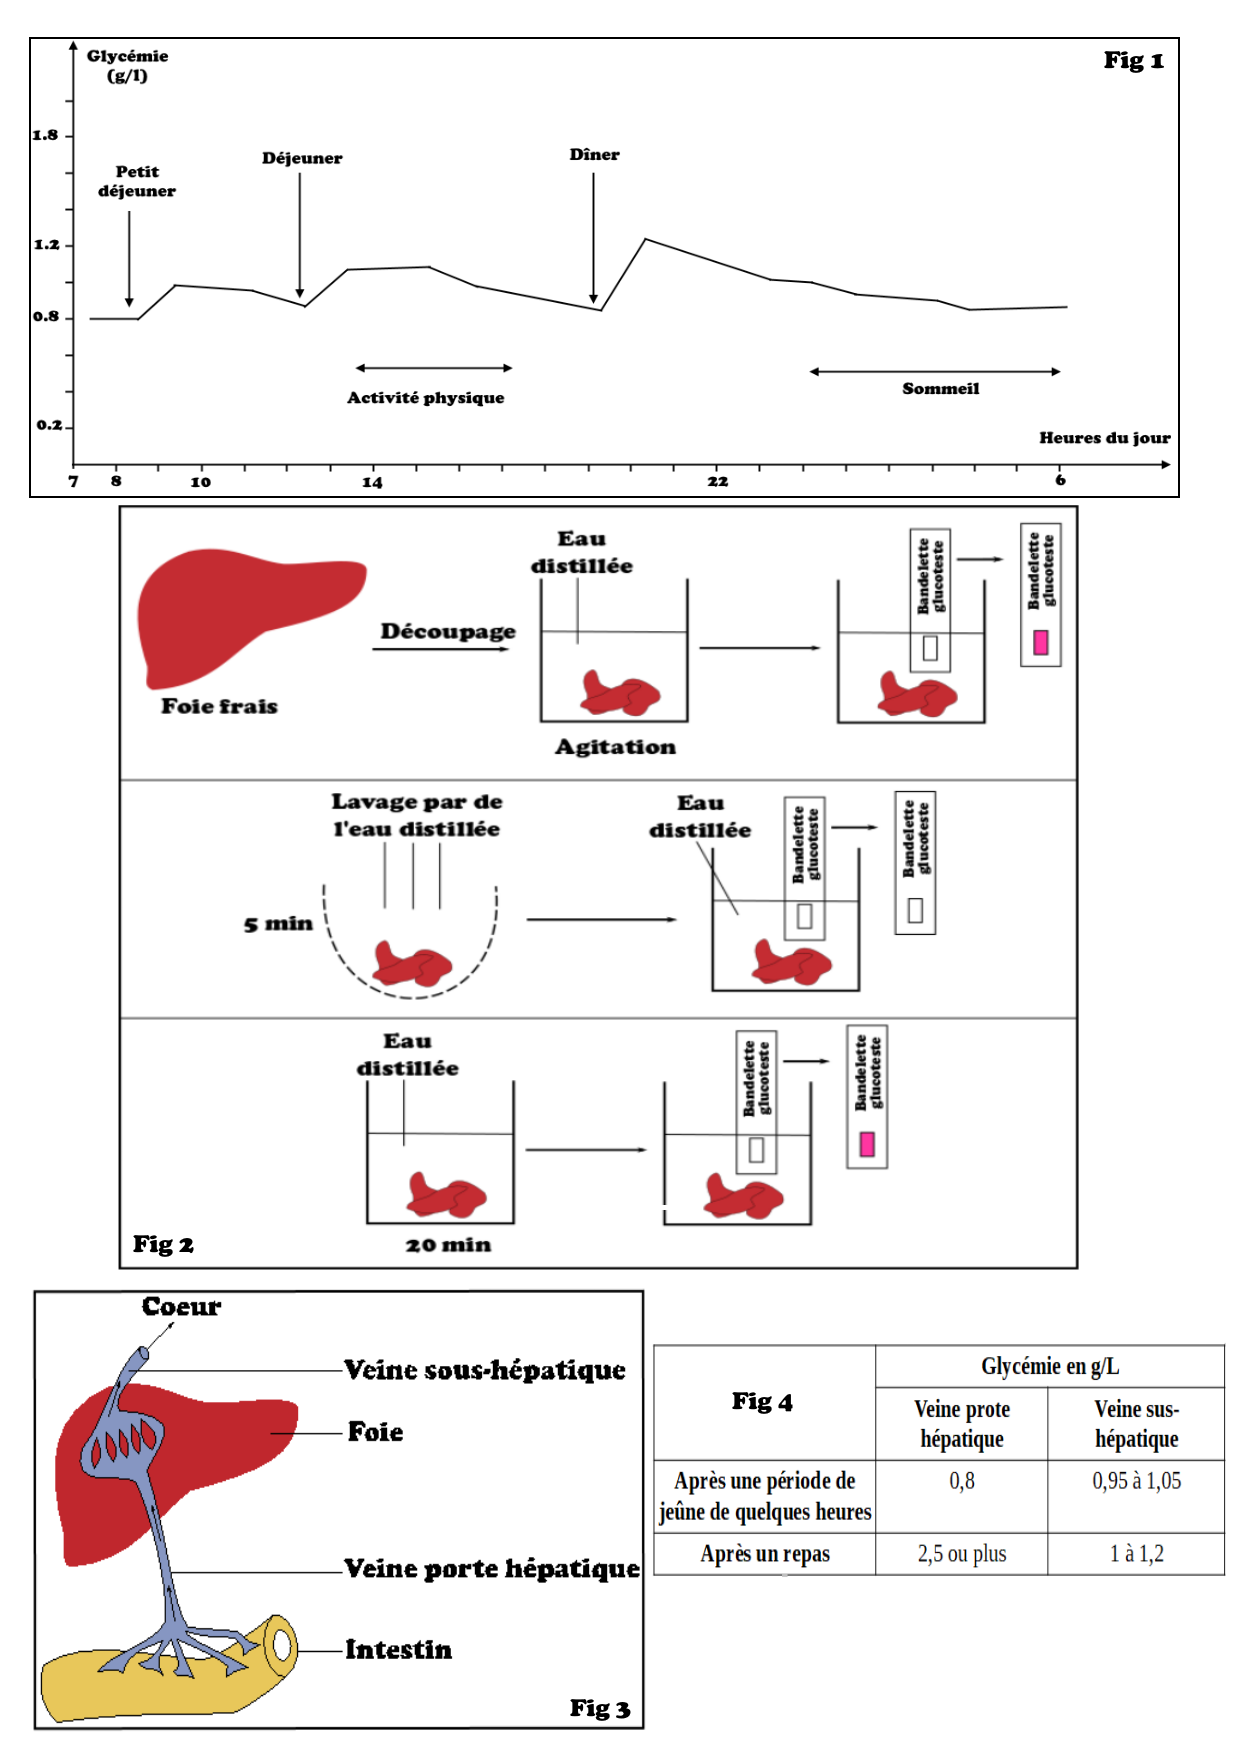 Glycémie
(g/l)
Fig 1
1.8
Déjeuner
Dîner
Petit
déjeuner
1.2
0.8
Activité physique
Sommeil
0.2
Heures du jour
7 8 10 14 22 6
Eau
distillée
Bandelette
glucoteste
Bandelette
glucoteste
Découpage
Foie frais
Agitation
Lavage par de
l'eau distillée
Eau
distillée
Bandelette
glucoteste
Bandelette
glucoteste
5 min
Eau
distillée
Bandelette
glucoteste
Bandelette
glucoteste
Fig 2
20 min
Coeur
Veine sous-hépatique
Foie
Veine porte hépatique
Intestin
Fig 3
Fig 4
Glycémie en g/L
Veine prote
hépatique
Veine sus-
hépatique
Après une période de
jeûne de quelques heures
0,8
0,95 à 1,05
Après un repas
2,5 ou plus
1 à 1,2